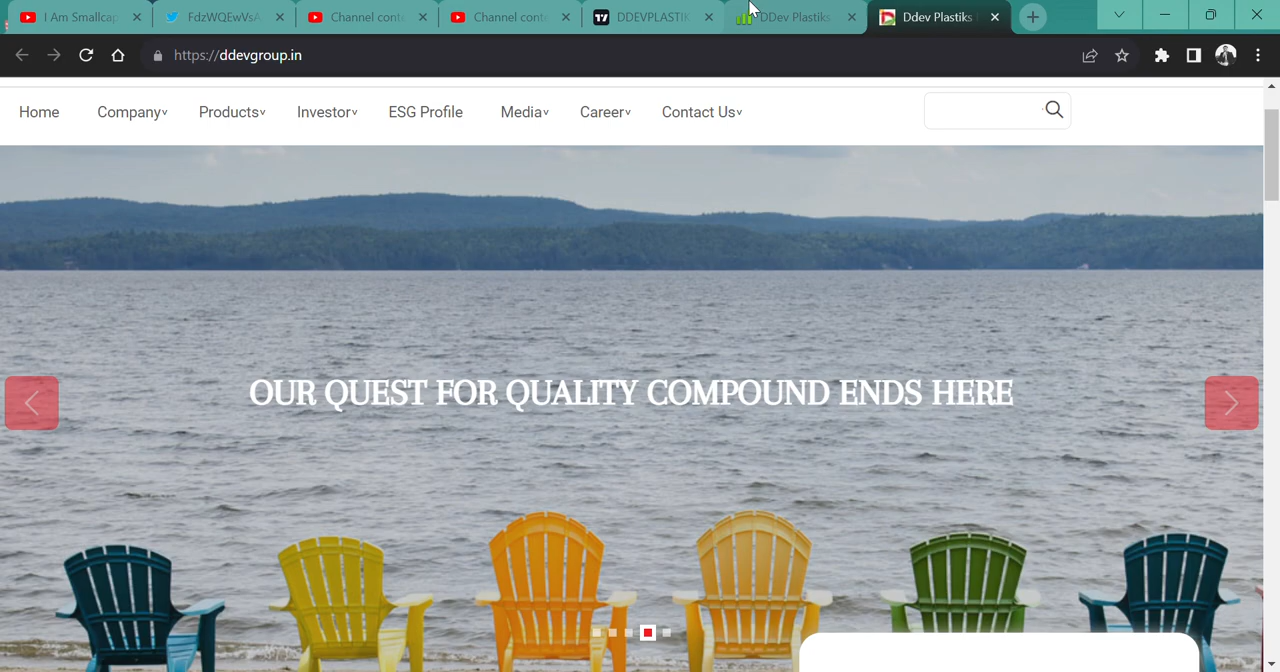 I Am Smallcap
FdzWQEwVsA
Channel cont
Channel cont
DDEVPLASTIK
DDev Plastiks
Ddev Plastiks
https://ddevgroup.in
Home Company Products Investor ESG Profile Media Career Contact Us
OUR QUEST FOR QUALITY COMPOUND ENDS HERE